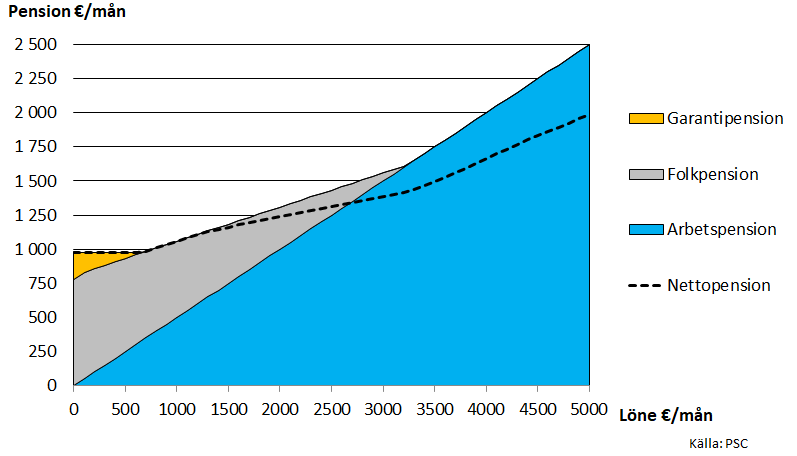 Pension €/mån
2 500
2 250
2 000
1 750
1 500
1 250
1 000
750
500
250
0
0 500 1000 1500 2000 2500 3000 3500 4000 4500 5000
Löne €/mån
Garantipension
Folkpension
Arbetspension
Nettopension
Källa: PSC